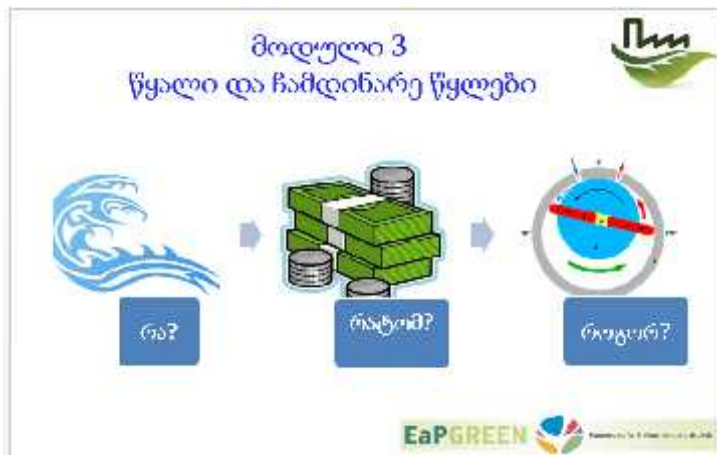 მოდული 3
წყალი და ჩამდინარე წყლები
რა?
რატომ?
როგორ?
EaPGREEN